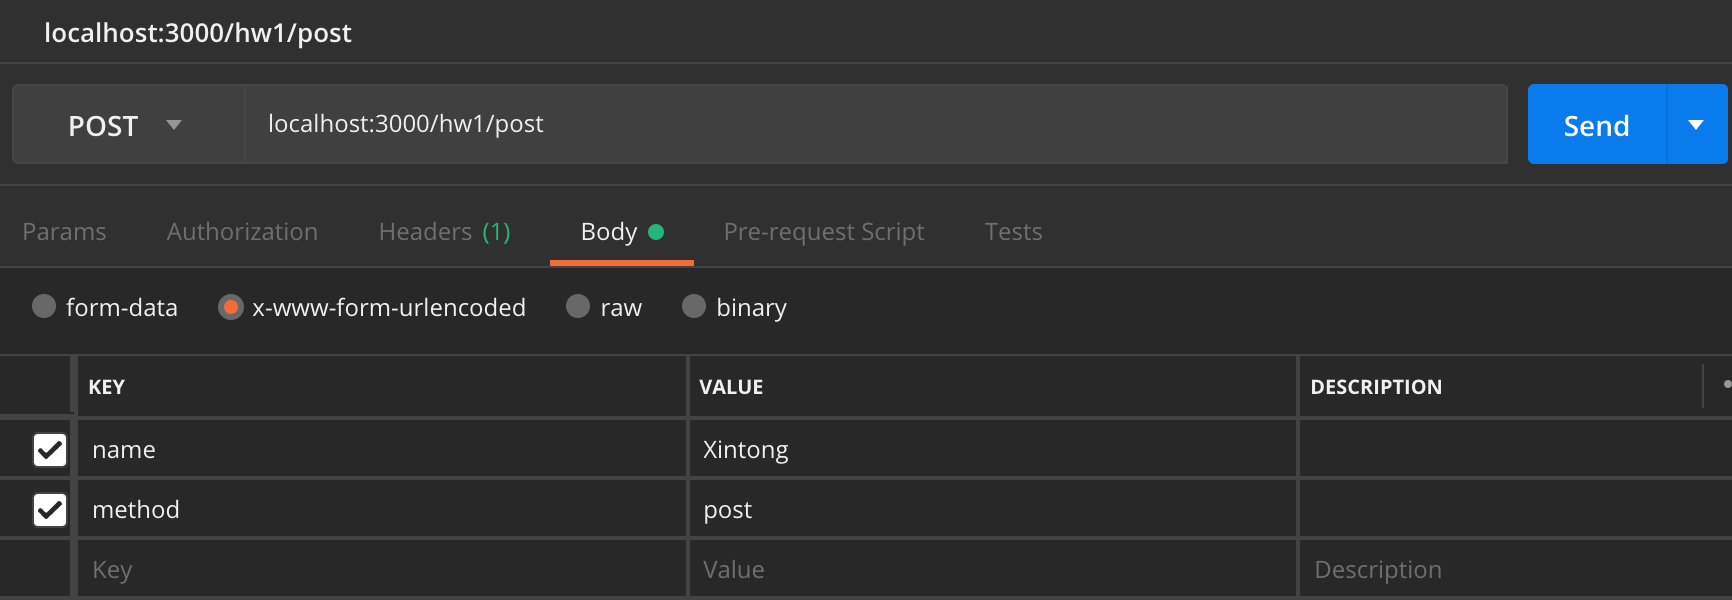 localhost:3000/hw1/post
POST localhost:3000/hw1/post Send
Params Authorization Headers (1) Body Pre-request Script Tests
form-data x-www-form-urlencoded raw binary
KEY VALUE DESCRIPTION
name Xintong
method post
Key Value Description